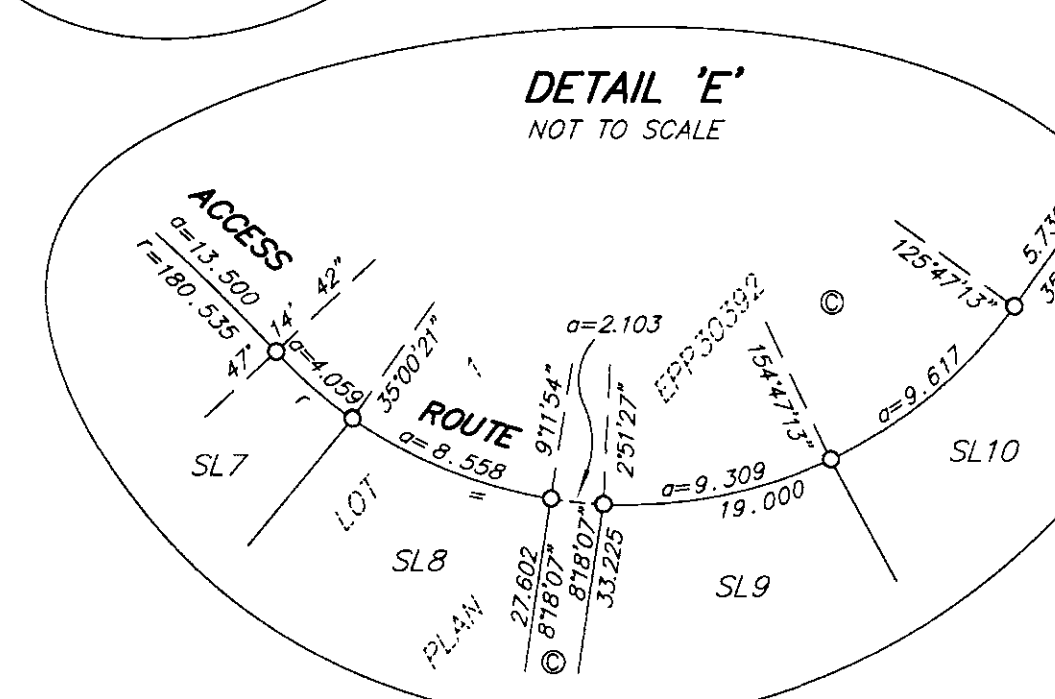 DETAIL 'E'
NOT TO SCALE
ACCESS
a=13.500
r=180.535
47° 14' 42"
a=4.059
35°00'21"
1
r = 19.000
ROUTE
a=8.558
9°11'54"
a=2.103
2°51'27"
EPP30392
©
154°47'13"
125°47'13"
a=9.617
a=9.309
SL7
LOT
SL8
PLAN
27.602
8°18'07"
8°18'07"
33.225
©
SL9
SL10